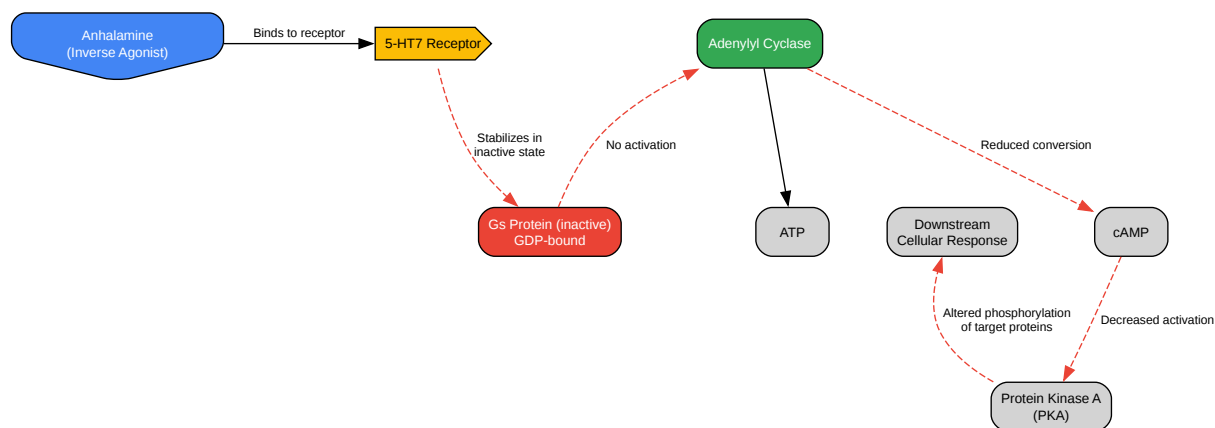 Anhalamine
(Inverse Agonist)
Binds to receptor
5-HT7 Receptor
Adenylyl Cyclase
Stabilizes in
inactive state
No activation
Reduced conversion
Gs Protein (inactive)
GDP-bound
ATP
Downstream
Cellular Response
cAMP
Altered phosphorylation
of target proteins
Decreased activation
Protein Kinase A
(PKA)